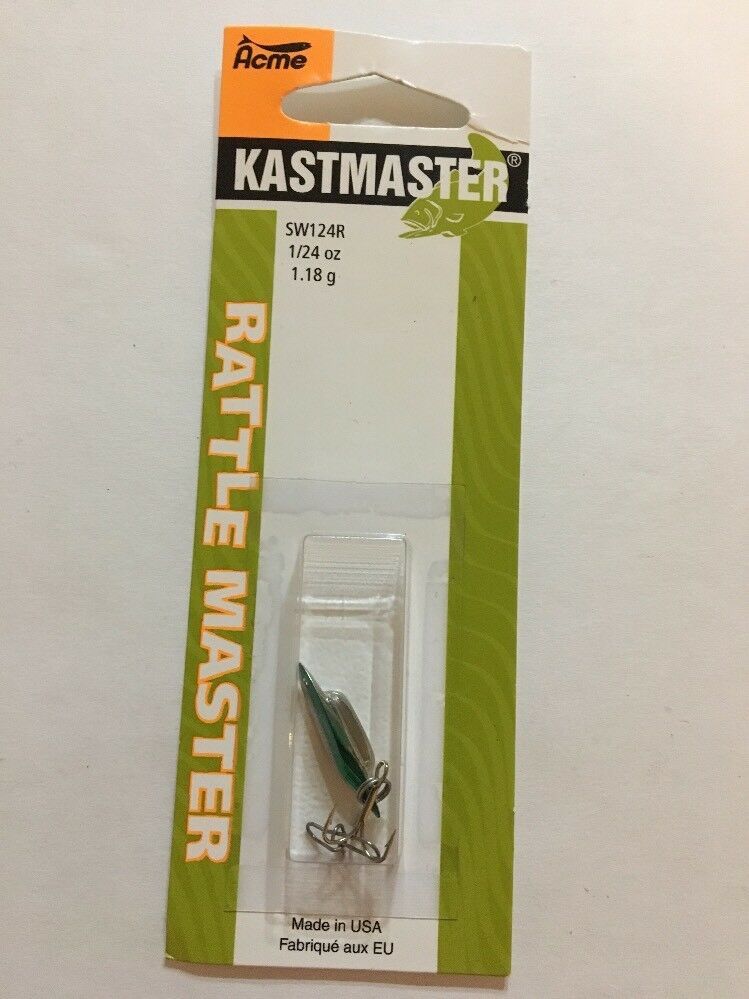 Acme
KASTMASTER®
SW124R
1/24 oz
1.18 g
RATTLE MASTER
Made in USA
Fabriqué aux EU